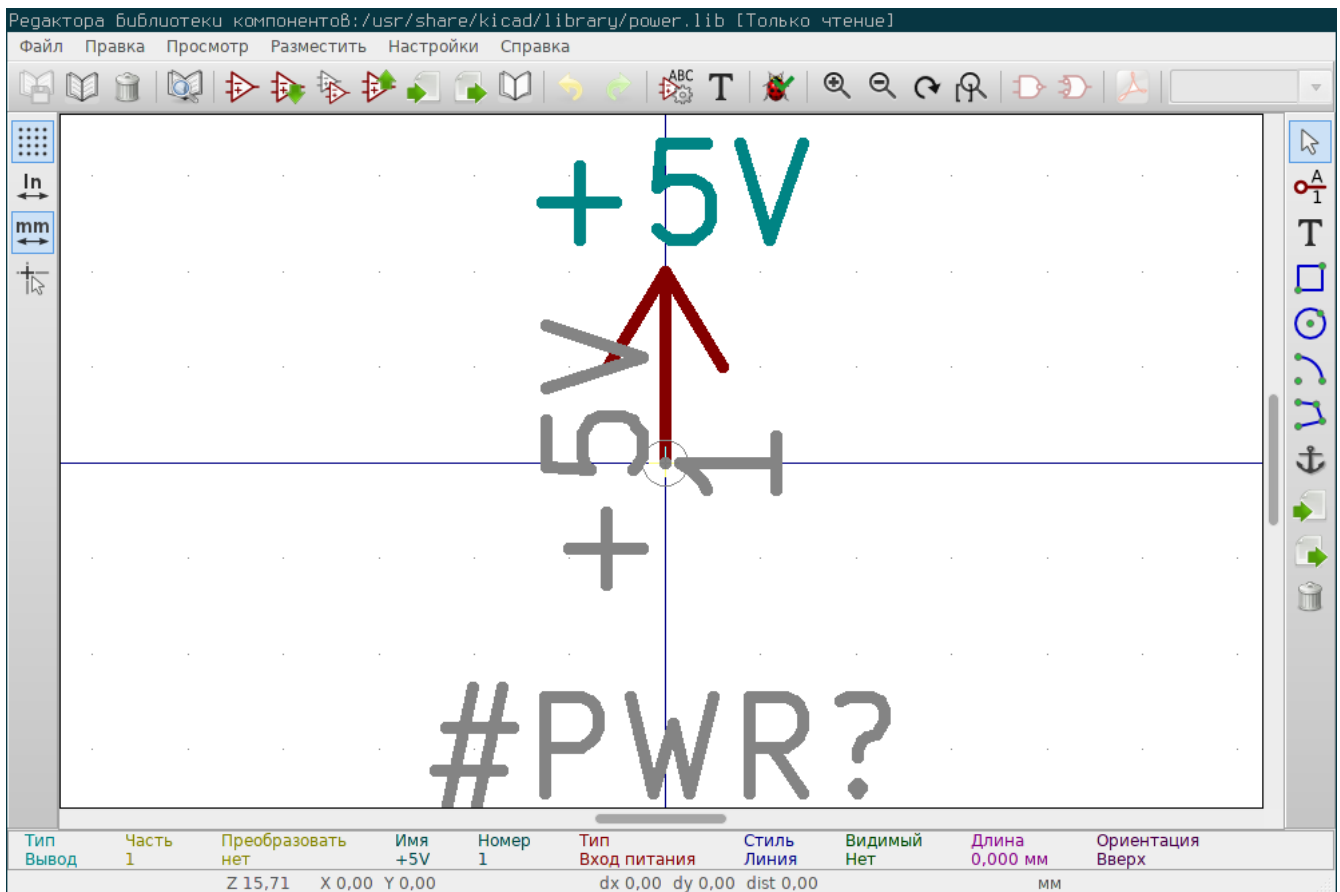 Редактора библиотеки компонентов:/usr/share/kicad/library/power.lib [Только чтение]
Файл Правка Просмотр Разместить Настройки Справка
ABC T
In
mm
A
1
T
+5V
+5V
1
#PWR?
Тип Часть Преобразовать Имя Номер Тип Стиль Видимый Длина Ориентация
Вывод 1 нет +5V 1 Вход питания Линия Нет 0,000 мм Вверх
Z 15,71 X 0,00 Y 0,00 dx 0,00 dy 0,00 dist 0,00 мм